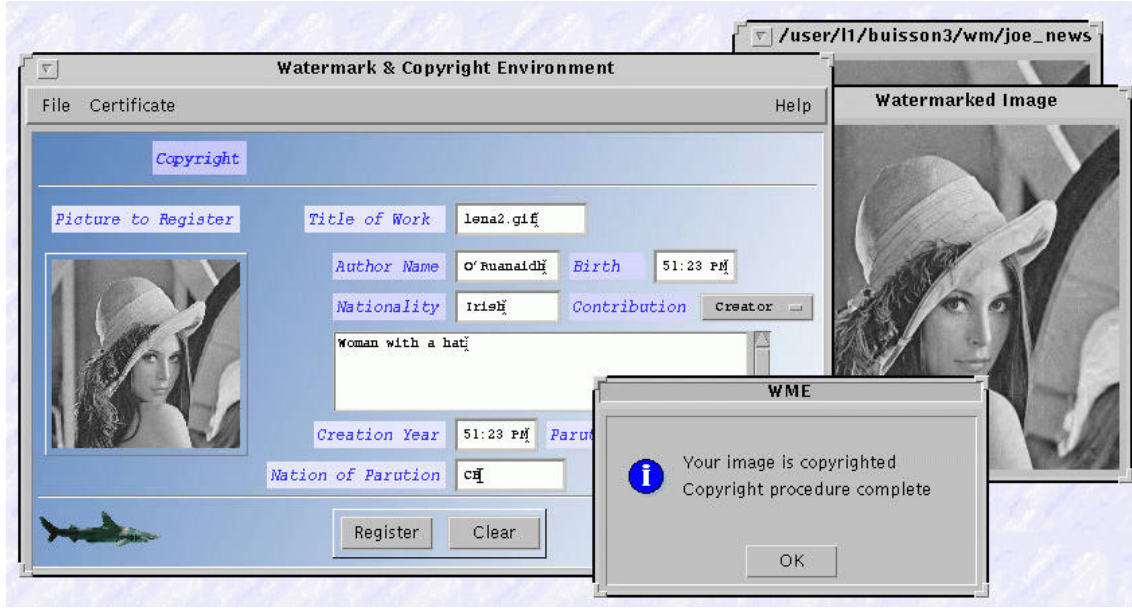 /user/l1/buisson3/wm/joe_news
Watermark & Copyright Environment
File Certificate Help
Watermarked Image
Copyright
Picture to Register
Title of Work lena2.gif
Author Name O'Ruanaidh Birth 51:23 PM
Nationality Irish Contribution Creator
Woman with a hat
WME
Creation Year 51:23 PM Paru
Your image is copyrighted
Copyright procedure complete
Nation of Parution CH
Register Clear
OK